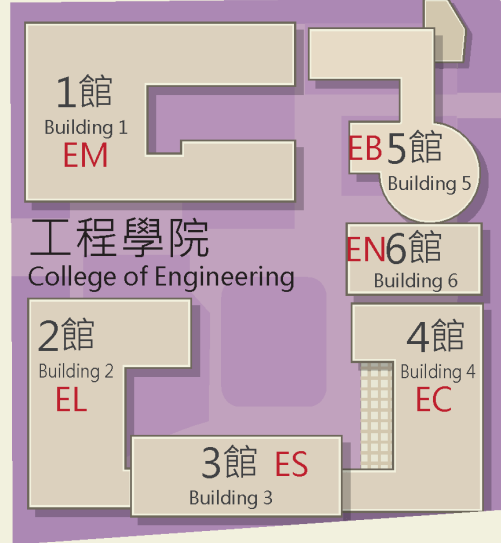 1館
Building 1
EM
EB 5館
Building 5
工程學院
College of Engineering
EN 6館
Building 6
2館
Building 2
EL
4館
Building 4
EC
3館 ES
Building 3